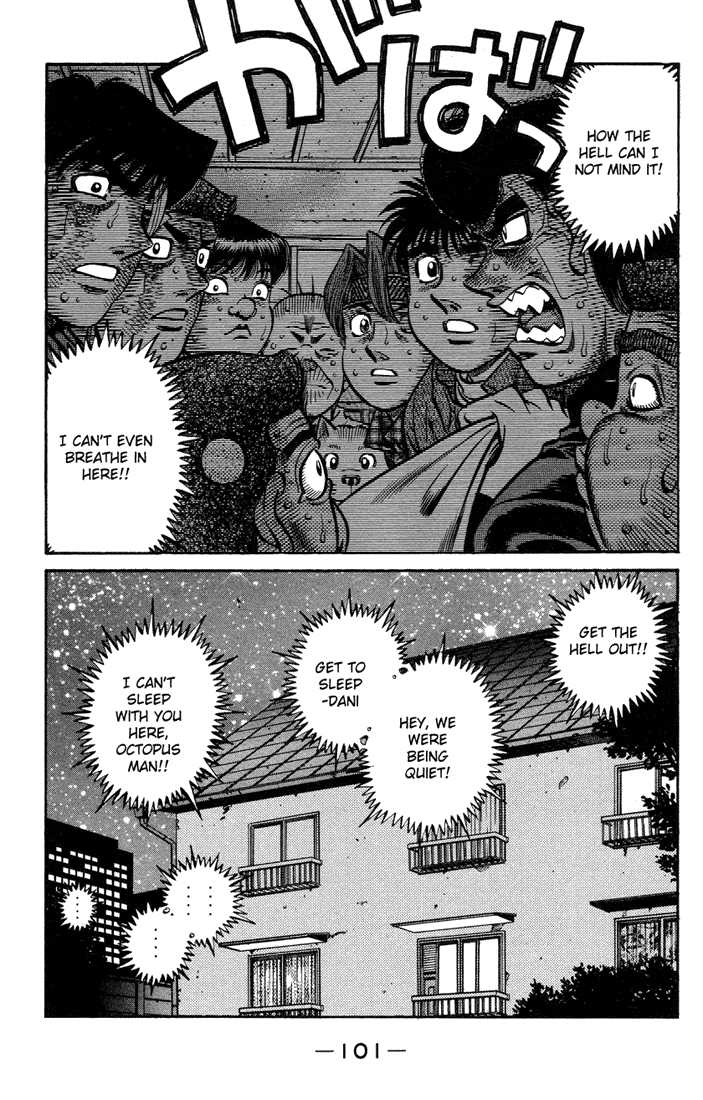 がばっ
HOW THE
HELL CAN I
NOT MIND IT!
I CAN'T EVEN
BREATHE IN
HERE!!
GET THE
HELL OUT!!
GET TO
SLEEP
-DANI
HEY, WE
WERE
BEING
QUIET!
I CAN'T
SLEEP
WITH YOU
HERE,
OCTOPUS
MAN!!
......
......
......
—101—